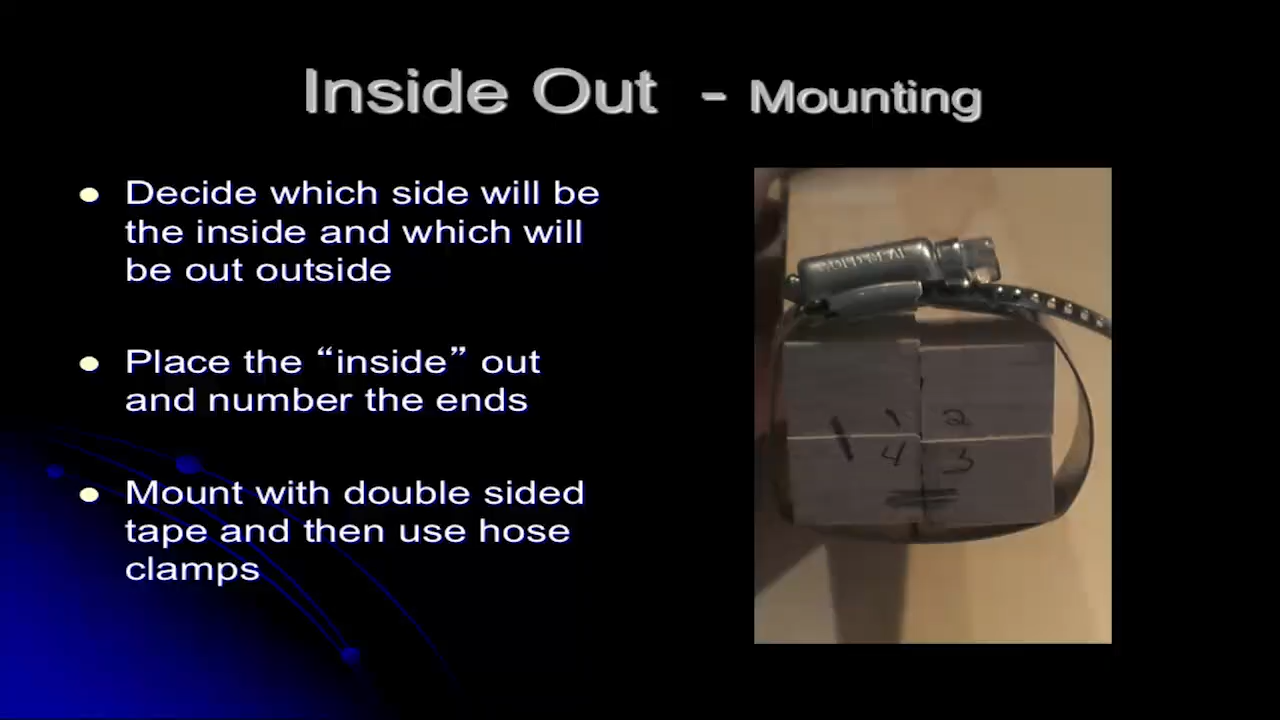 Inside Out - Mounting
Decide which side will be
the inside and which will
be out outside
Place the “inside” out
and number the ends
Mount with double sided
tape and then use hose
clamps
1 2
4 3